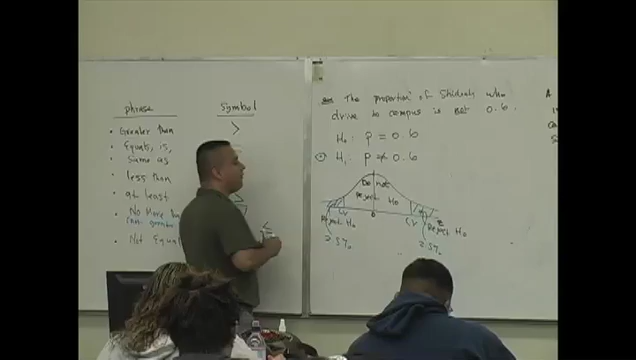 phrase symbol
• Greater than >
• Equals, is,
same as
• less than
• at least ≥
• No More
(not greater
• Not Equal
The proportion of students who
drive to campus is not 0.6.
H₀: P = 0.6
H₁: P ≠ 0.6
Do not
Reject H₀
CV 0 CV Z
Reject H₀ Reject H₀
2.5% 2.5%